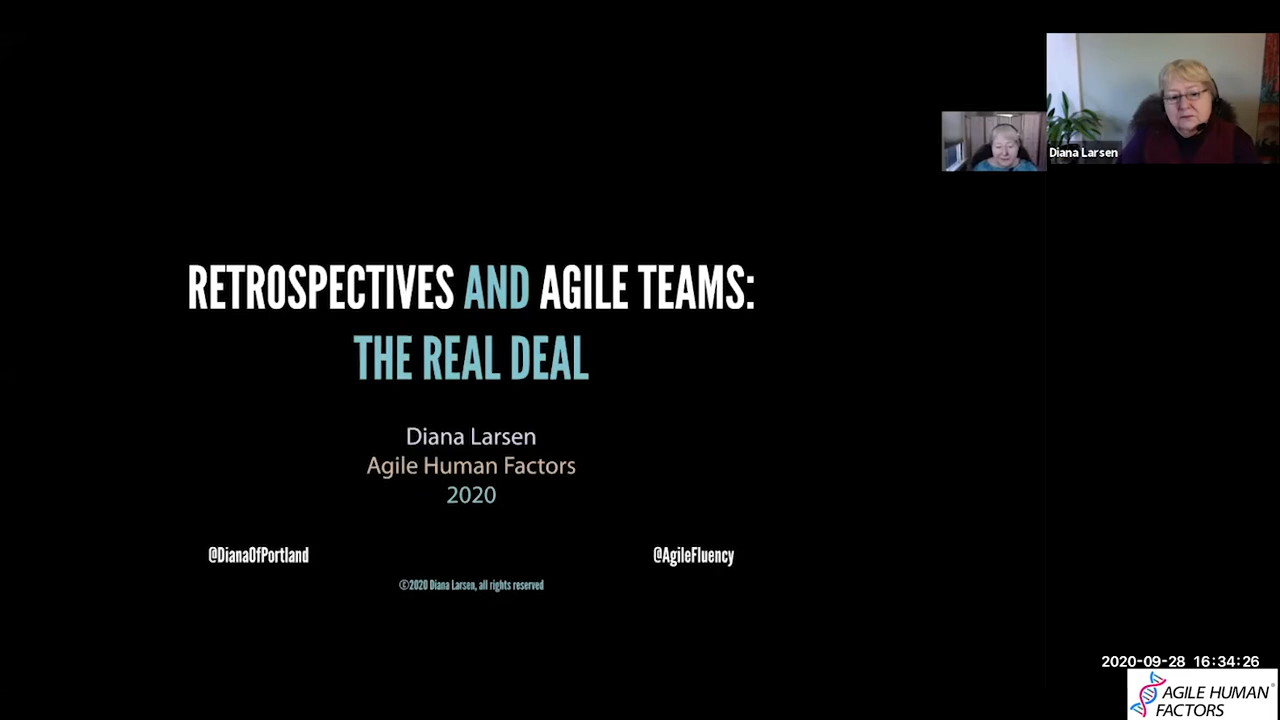 RETROSPECTIVES AND AGILE TEAMS:
THE REAL DEAL
Diana Larsen
Agile Human Factors
2020
@DianaOfPortland
@AgileFluency
©2020 Diana Larsen, all rights reserved
Diana Larsen
2020-09-28 16:34:26
AGILE HUMAN®
FACTORS